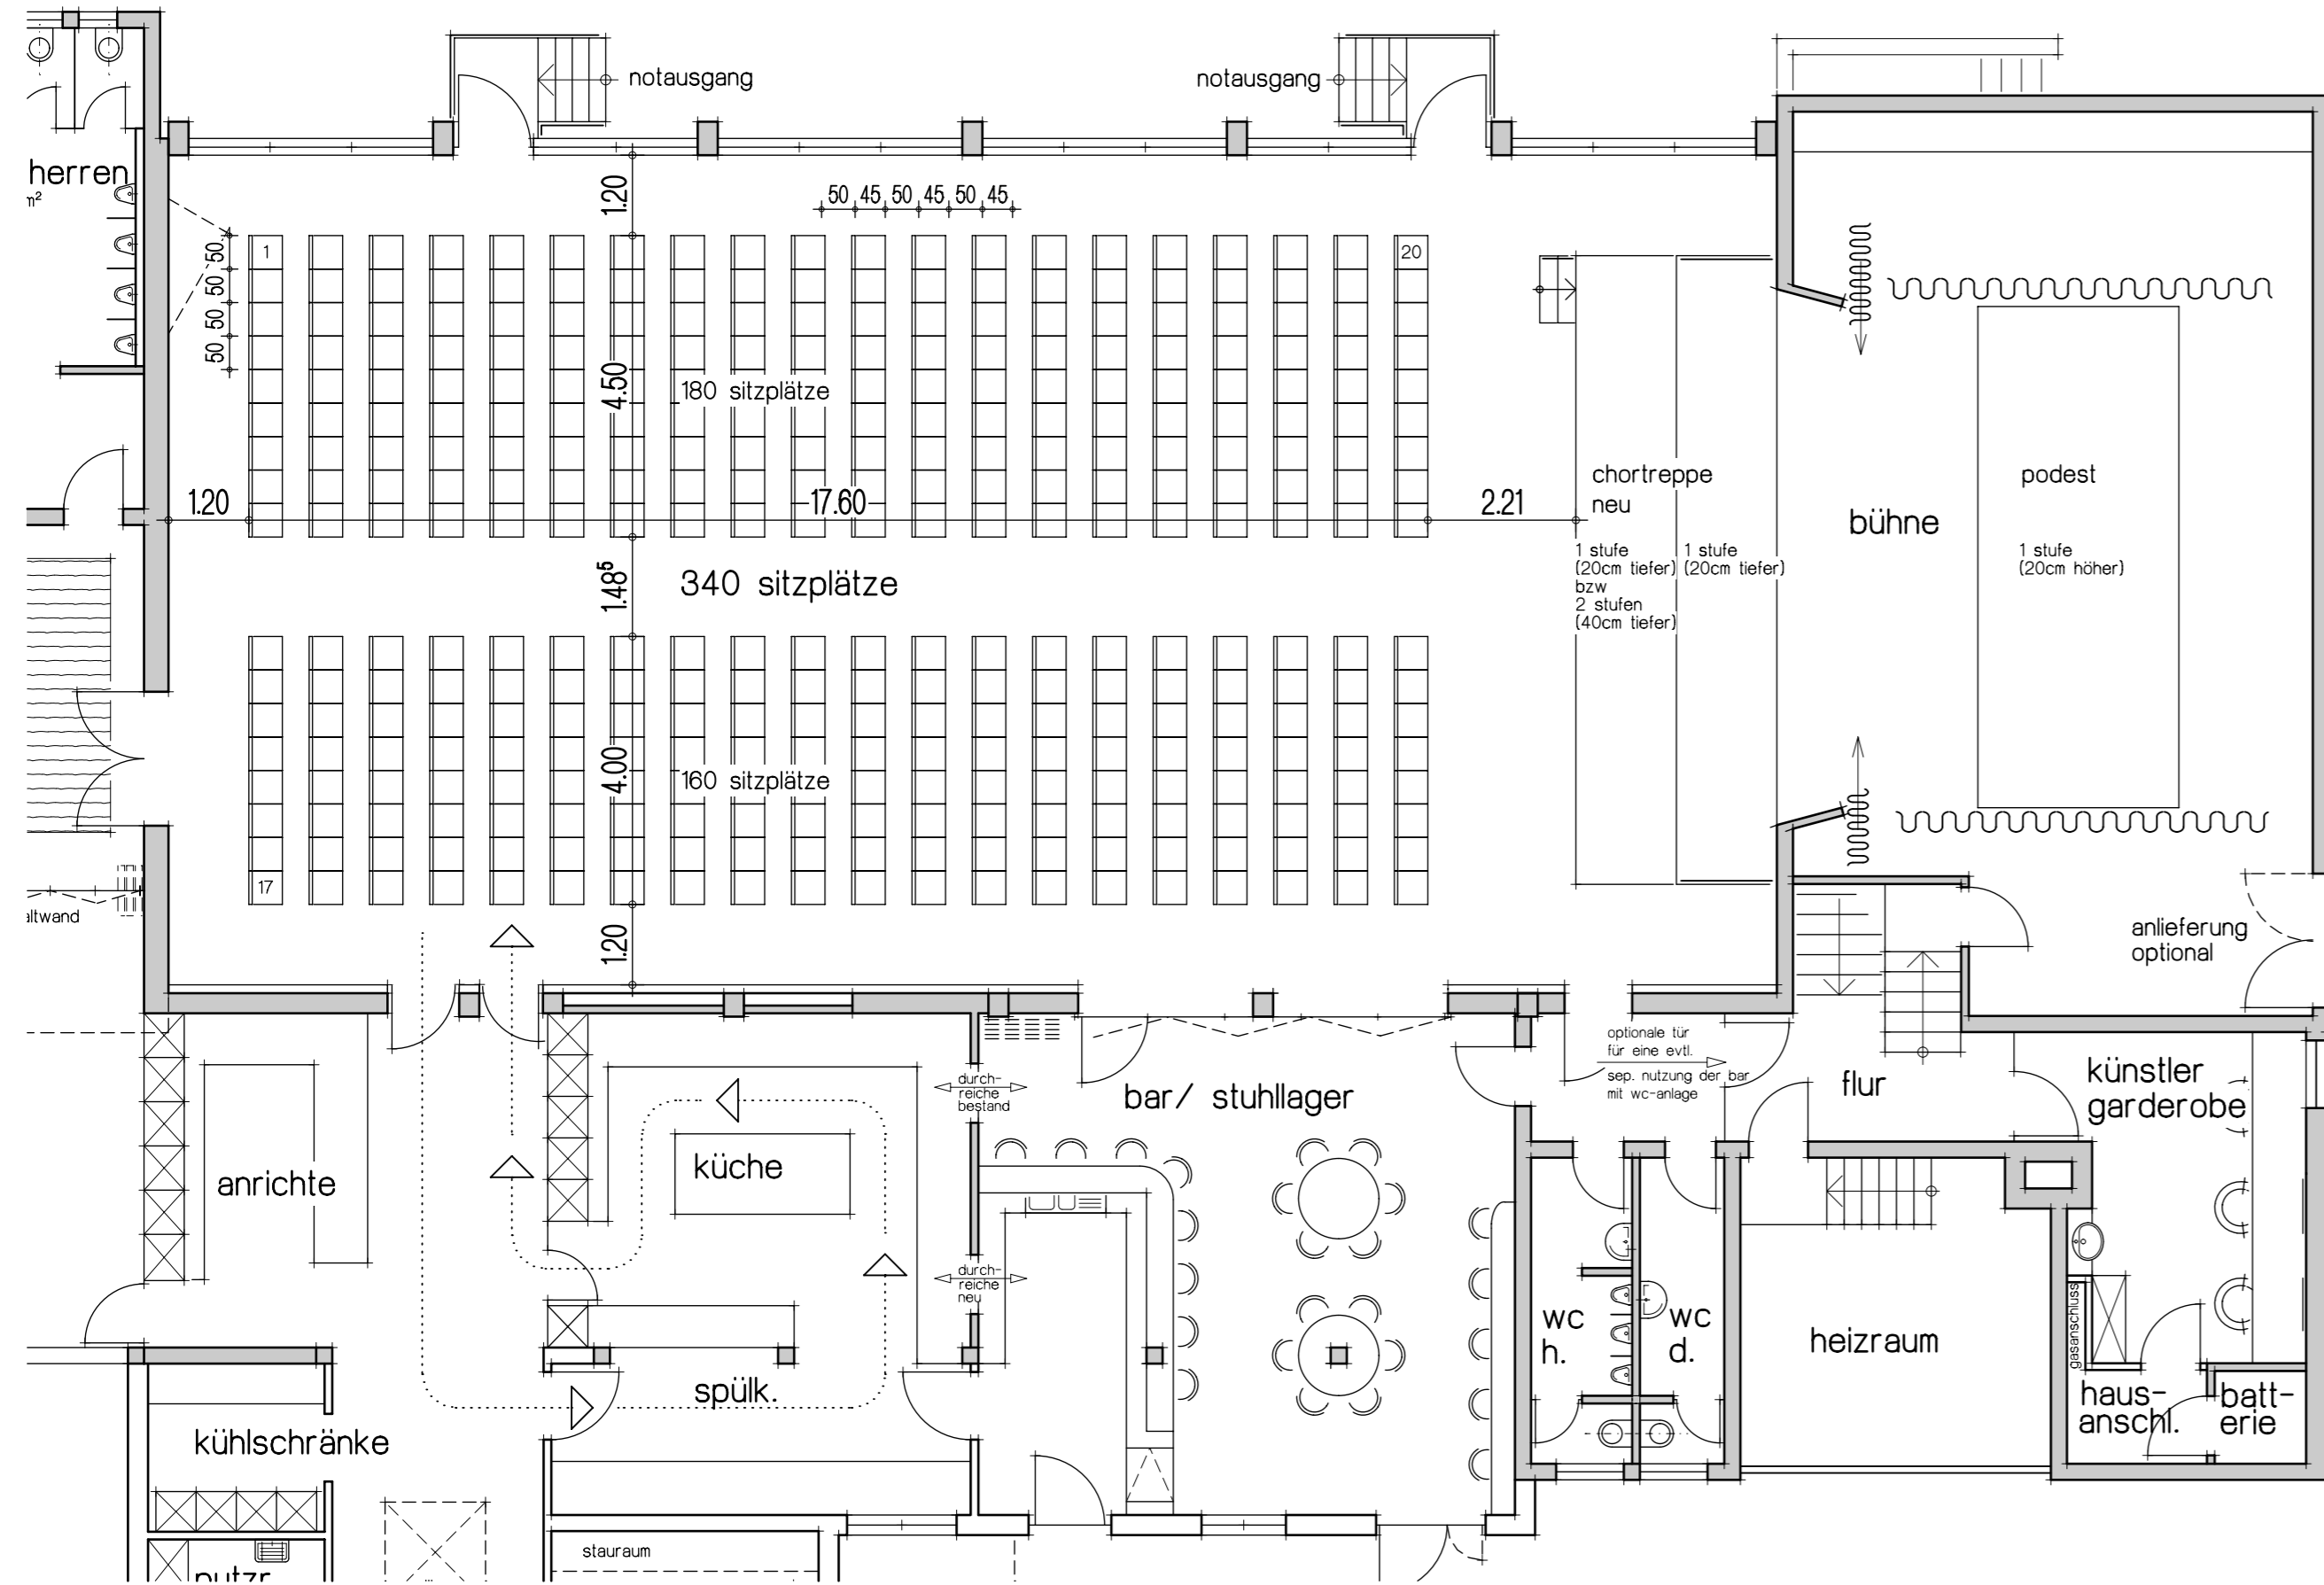 notausgang
notausgang
herren
m²
1.20
50 45 50 45 50 45
50
50
50
50
1
20
4.50
180 sitzplätze
1.20
17.60
2.21
chortreppe
neu
podest
bühne
1 stufe
(20cm tiefer)
bzw
2 stufen
(40cm tiefer)
1 stufe
(20cm tiefer)
1 stufe
(20cm höher)
1.48⁵
340 sitzplätze
4.00
160 sitzplätze
17
altwand
1.20
anlieferung
optional
optionale tür
für eine evtl.
sep. nutzung der bar
mit wc-anlage
durch-
reiche
bestand
bar/ stuhllager
flur
künstler
garderobe
anrichte
küche
durch-
reiche
neu
wc
h.
wc
d.
heizraum
gasanschluss
haus-
anschl.
batt-
erie
spülk.
kühlschränke
stauraum
putzr